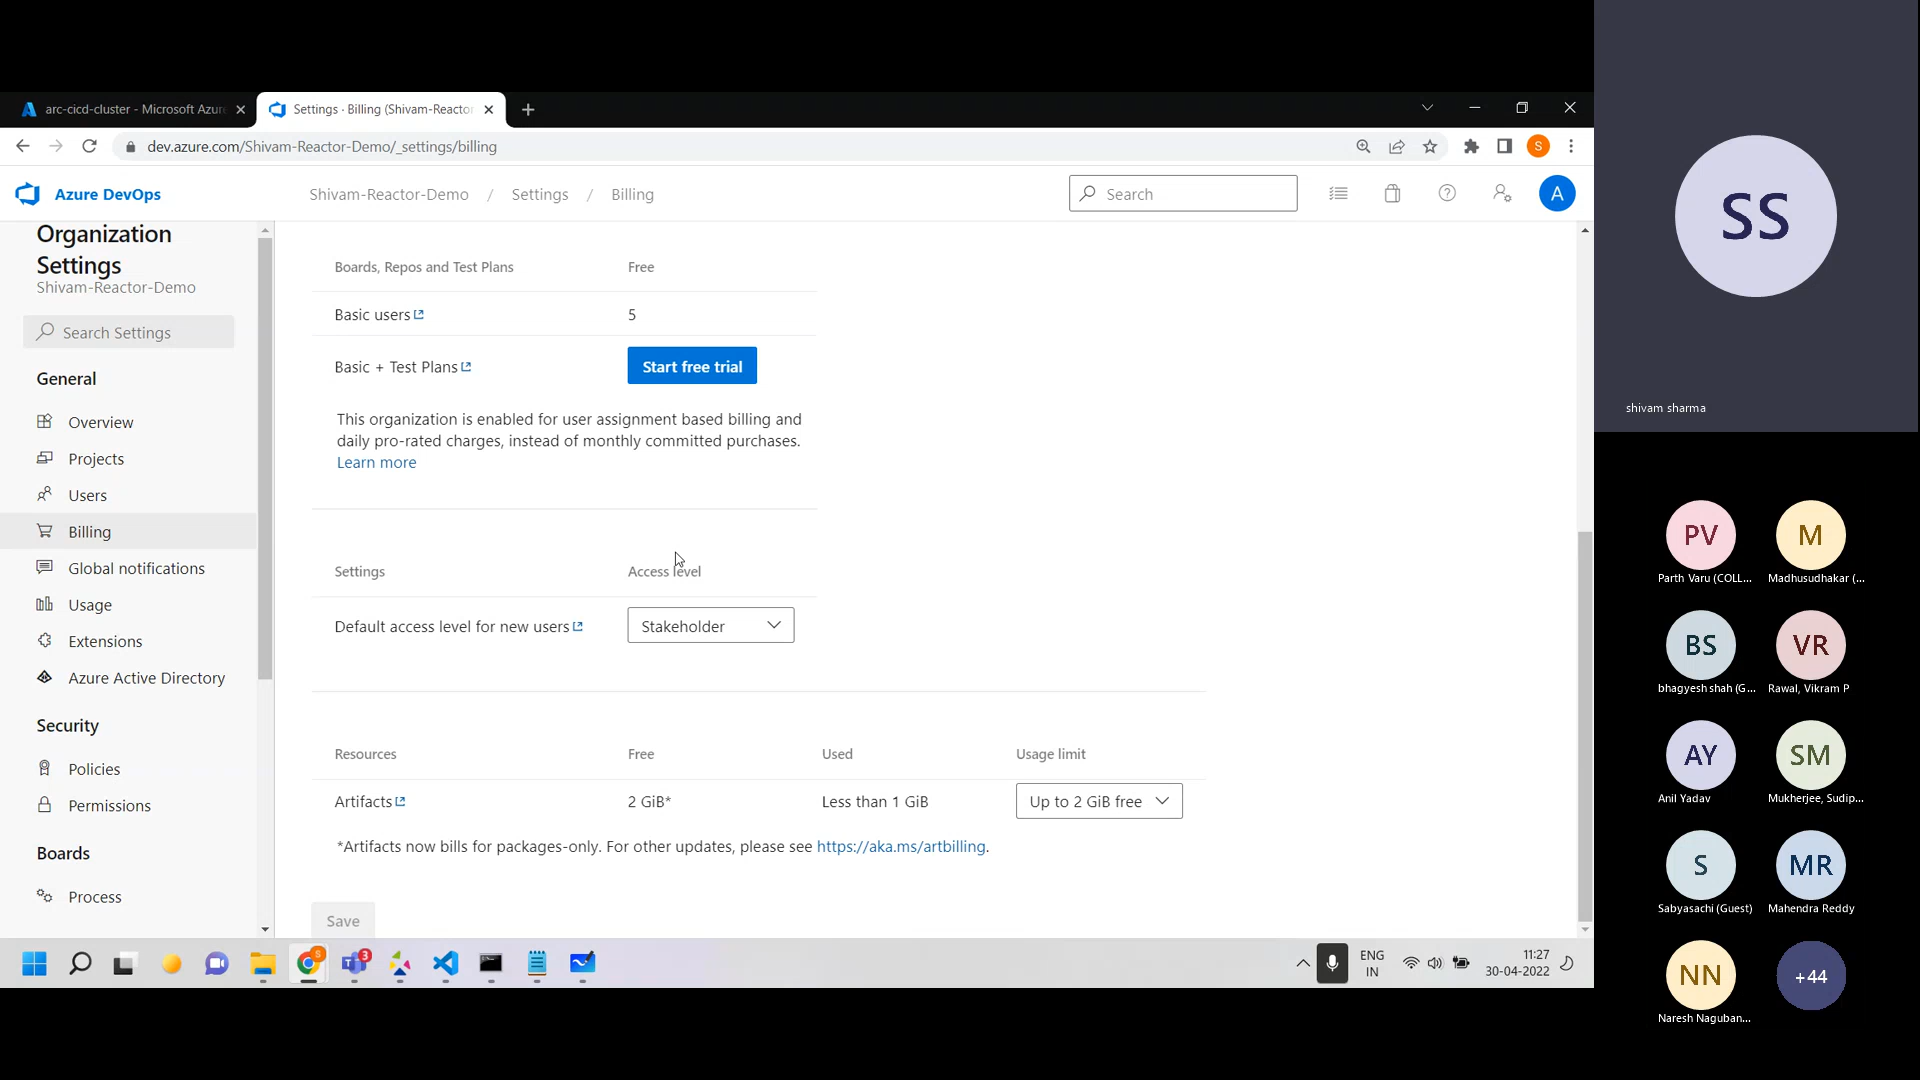 arc-cicd-cluster - Microsoft Azur
Settings · Billing (Shivam-Reactor
dev.azure.com/Shivam-Reactor-Demo/_settings/billing
S
Azure DevOps
Shivam-Reactor-Demo / Settings / Billing
Search
A
Organization
Settings
Shivam-Reactor-Demo
Search Settings
General
Overview
Projects
Users
Billing
Global notifications
Usage
Extensions
Azure Active Directory
Security
Policies
Permissions
Boards
Process
Boards, Repos and Test Plans Free
Basic users 5
Basic + Test Plans Start free trial
This organization is enabled for user assignment based billing and
daily pro-rated charges, instead of monthly committed purchases.
Learn more
Settings Access level
Default access level for new users Stakeholder
Resources Free Used Usage limit
Artifacts 2 GiB* Less than 1 GiB Up to 2 GiB free
*Artifacts now bills for packages-only. For other updates, please see https://aka.ms/artbilling.
Save
S
3
ENG
IN
11:27
30-04-2022
SS
shivam sharma
PV M
Parth Varu (COLL... Madhusudhakar (...
BS VR
bhagyesh shah (G... Rawal, Vikram P
AY SM
Anil Yadav Mukherjee, Sudip...
S MR
Sabyasachi (Guest) Mahendra Reddy
NN +44
Naresh Naguban...